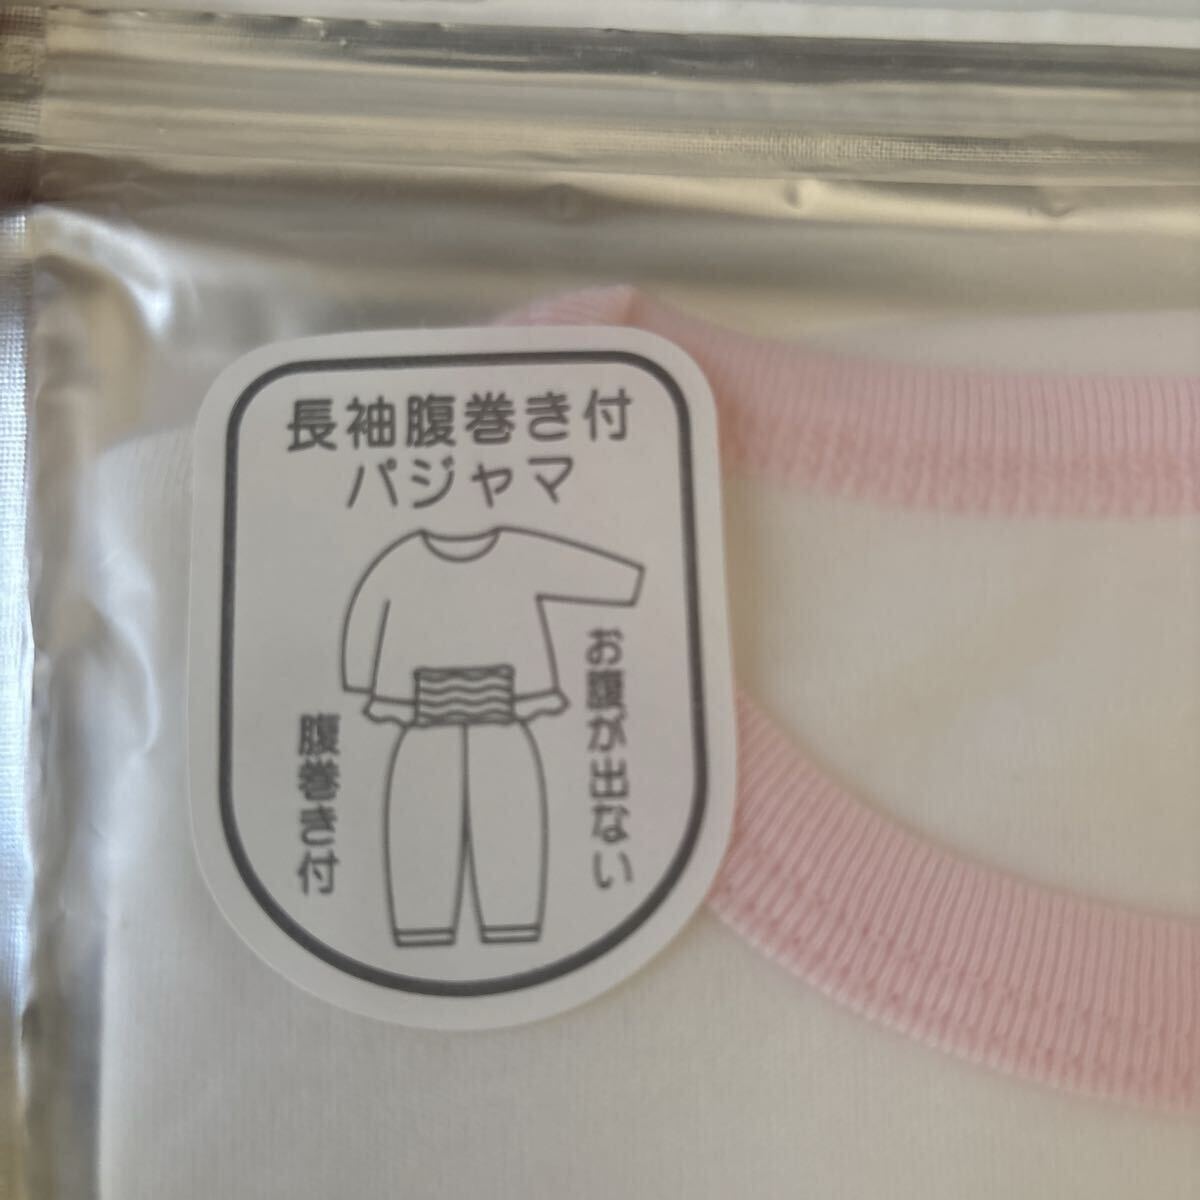 長袖腹巻き付
パジャマ
お腹が出ない
腹巻き付